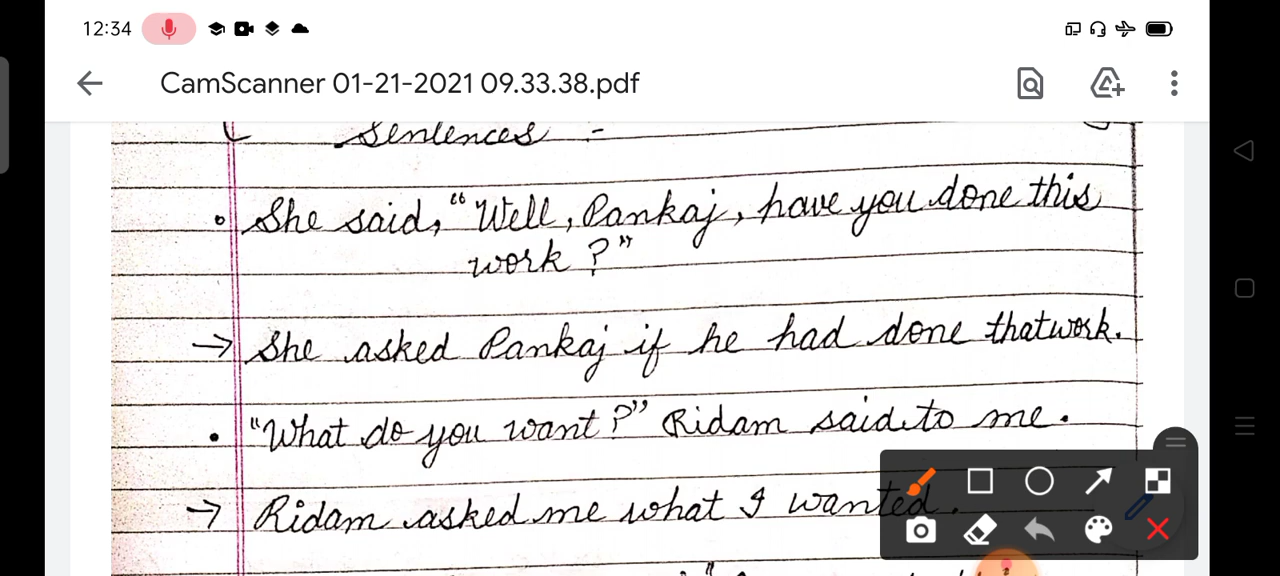 12:34
CamScanner 01-21-2021 09.33.38.pdf
Sentences :-
She said, "Well, Pankaj, have you done this
work ?"
→ She asked Pankaj if he had done that work.
"What do you want ?" Ridam said to me.
→ Ridam asked me what I wanted.